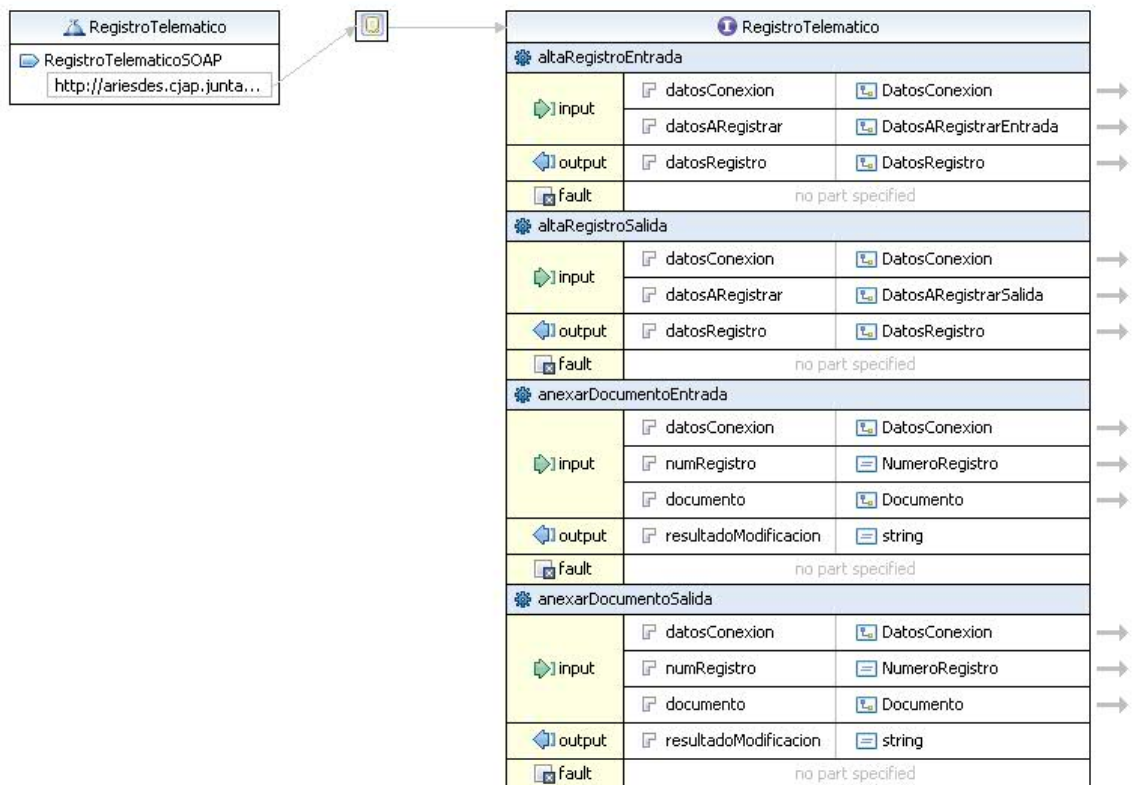 RegistroTelematico
RegistroTelematicoSOAP
http://ariesdes.cjap.junta...
RegistroTelematico
altaRegistroEntrada
input
datosConexion DatosConexion
datosARegistrar DatosARegistrarEntrada
output datosRegistro DatosRegistro
fault no part specified
altaRegistroSalida
input
datosConexion DatosConexion
datosARegistrar DatosARegistrarSalida
output datosRegistro DatosRegistro
fault no part specified
anexarDocumentoEntrada
datosConexion DatosConexion
input numRegistro NumeroRegistro
documento Documento
output resultadoModificacion string
fault no part specified
anexarDocumentoSalida
datosConexion DatosConexion
input numRegistro NumeroRegistro
documento Documento
output resultadoModificacion string
fault no part specified